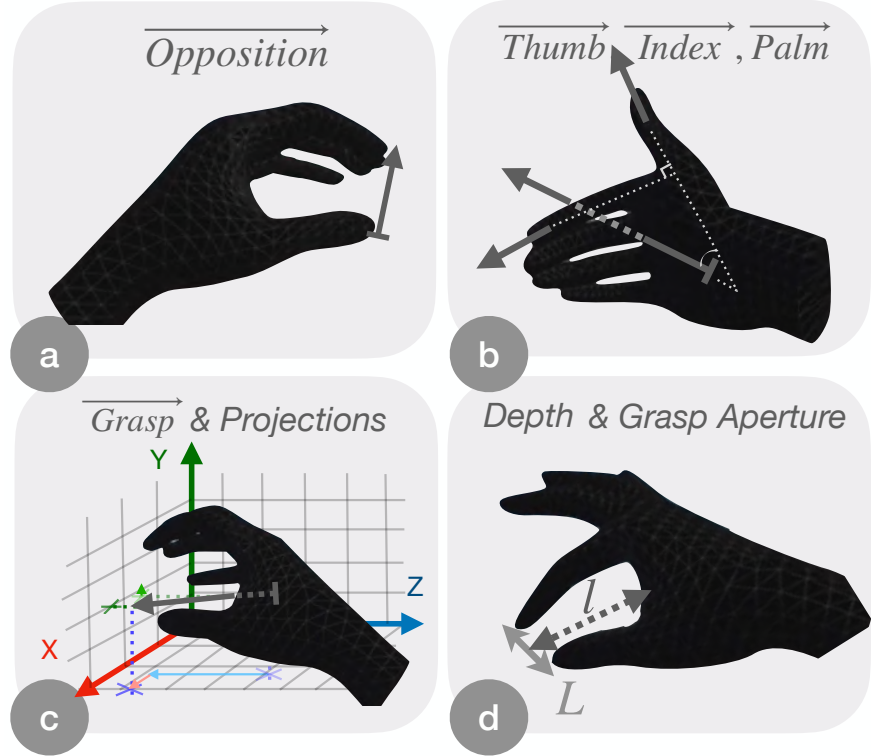 Opposition
a
Thumb Index , Palm
b
Grasp & Projections
Y
Z
X
c
Depth & Grasp Aperture
l
L
d